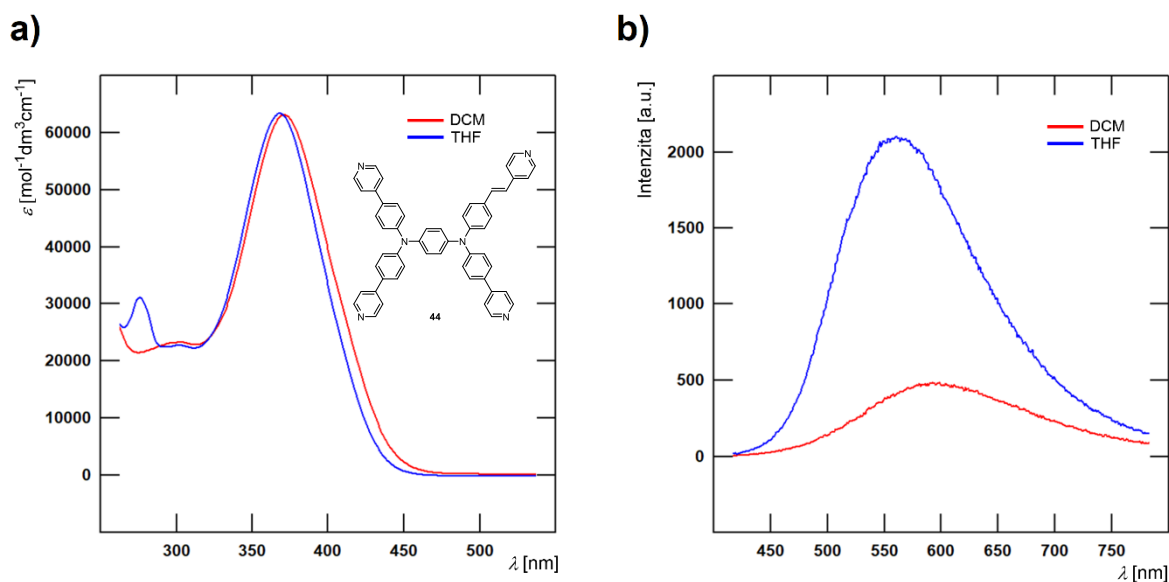 a)
ε [mol⁻¹dm³cm⁻¹]
60000
50000
40000
30000
20000
10000
0
300
350
400
450
500
λ [nm]
DCM
THF
N
N
N
N
N
N
44
b)
Intenzita [a.u.]
2000
1500
1000
500
0
450
500
550
600
650
700
750
λ [nm]
DCM
THF